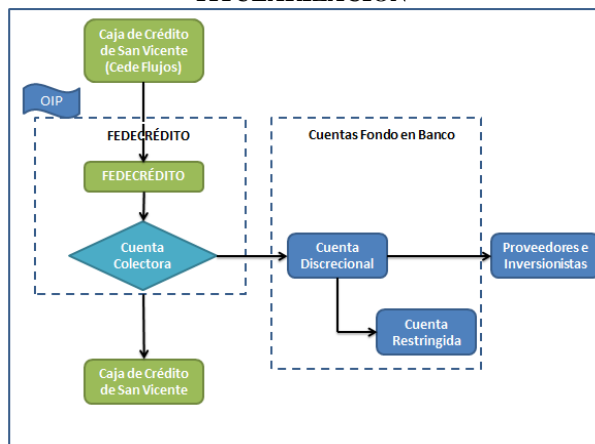 TITULARIZACIÓN
Caja de Crédito
de San Vicente
(Cede Flujos)
OIP
FEDECRÉDITO
Cuentas Fondo en Banco
FEDECRÉDITO
Cuenta
Colectora
Cuenta
Discrecional
Proveedores e
Inversionistas
Cuenta
Restringida
Caja de Crédito
de San Vicente